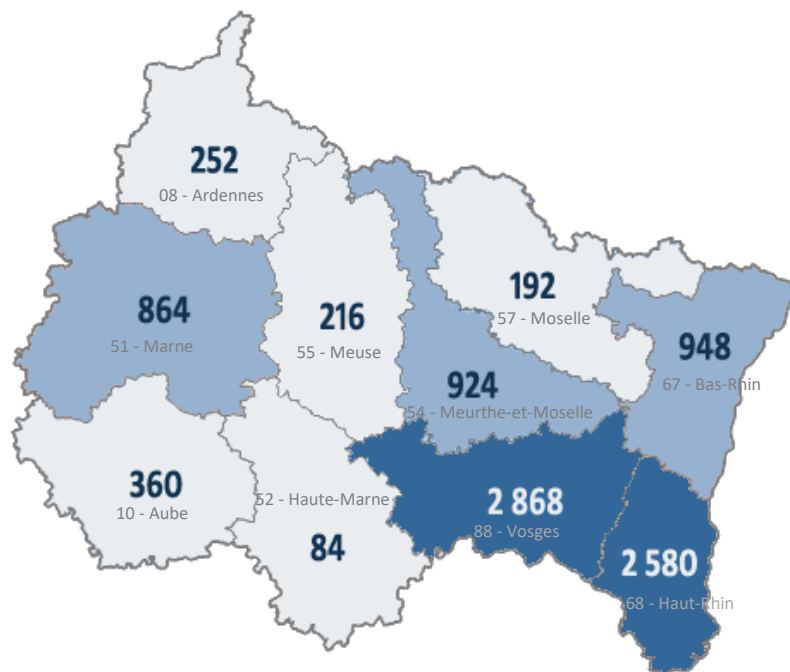 252
08 - Ardennes
192
57 - Moselle
864
51 - Marne
216
55 - Meuse
948
67 - Bas-Rhin
924
54 - Meurthe-et-Moselle
360
10 - Aube
52 - Haute-Marne
84
2 868
88 - Vosges
2 580
68 - Haut-Rhin